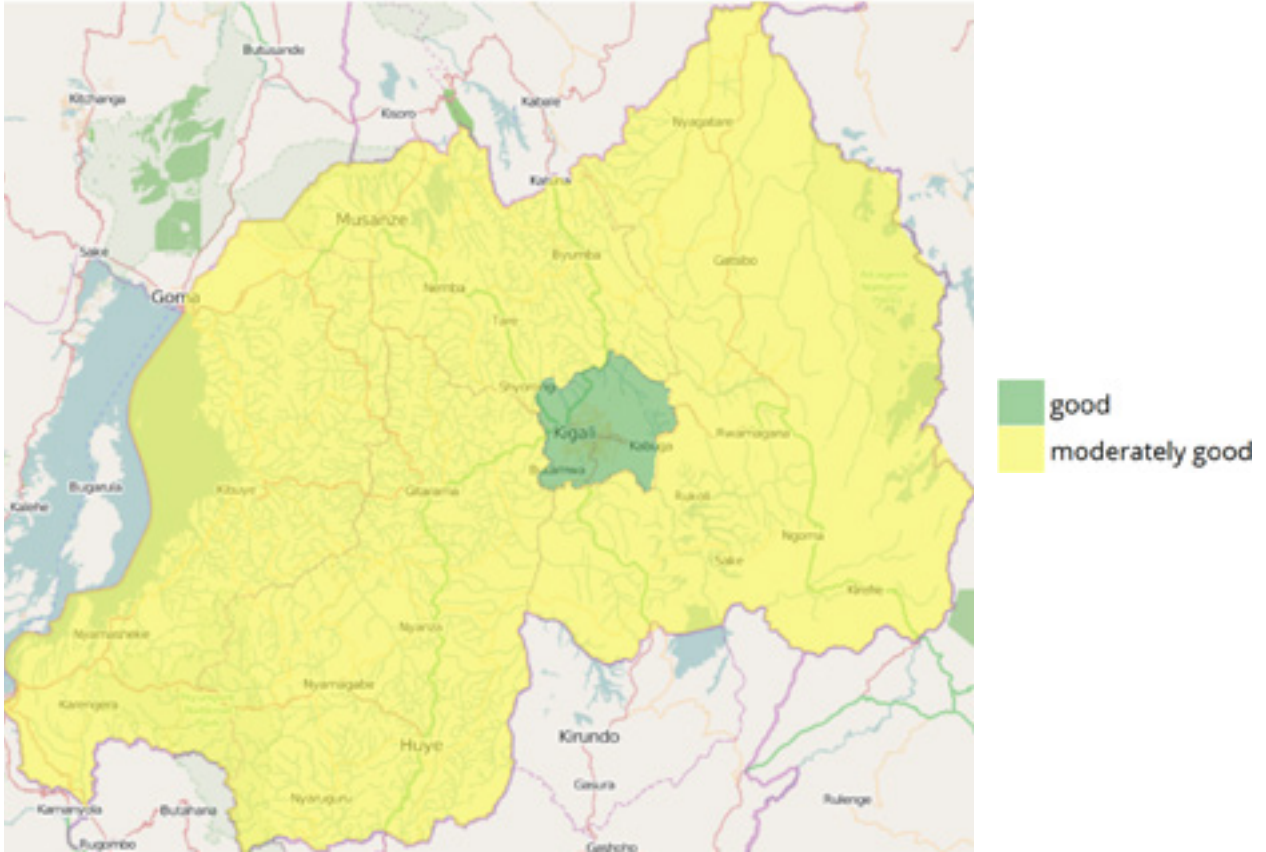 Butusande
Kitchanga
Kabale
Kisoro
Nyagatare
Katuna
Musanze
Sake
Byumba
Gatsibo
Nemba
Goma
Tare
Shyorongi
good
Kigali
Rwamagana
Kabuga
moderately good
Butamwa
Bugarula
Kibuye
Gitarama
Rukoli
Kalehe
Ngoma
Sake
Kirehe
Nyamasheke
Nyanza
Nyamagabe
Karengera
Kirundo
Huye
Gasura
Nyaruguru
Rulenge
Kamanyola
Butahana
Rugombo
Gashoho